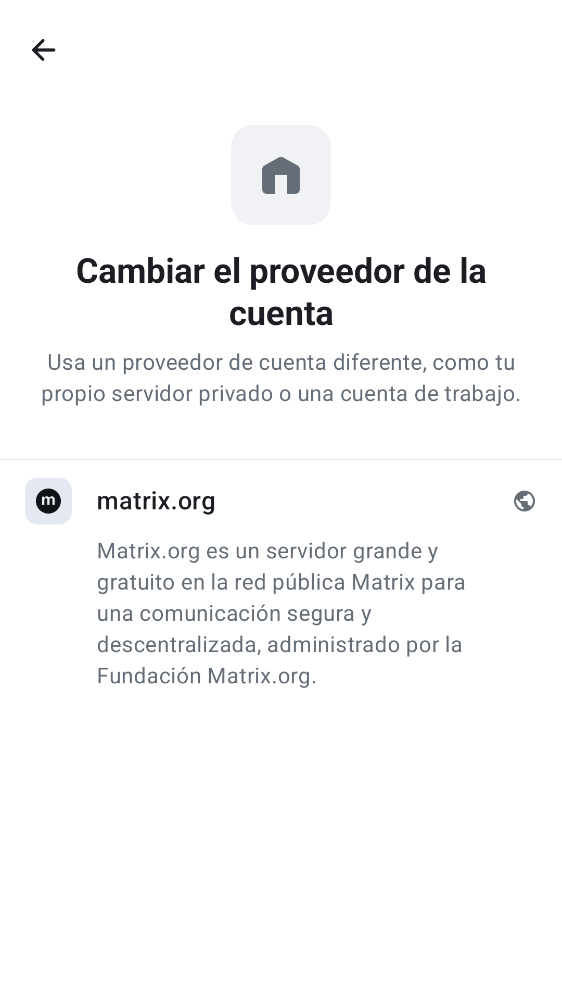 Cambiar el proveedor de la
cuenta
Usa un proveedor de cuenta diferente, como tu
propio servidor privado o una cuenta de trabajo.
m
matrix.org
Matrix.org es un servidor grande y
gratuito en la red pública Matrix para
una comunicación segura y
descentralizada, administrado por la
Fundación Matrix.org.